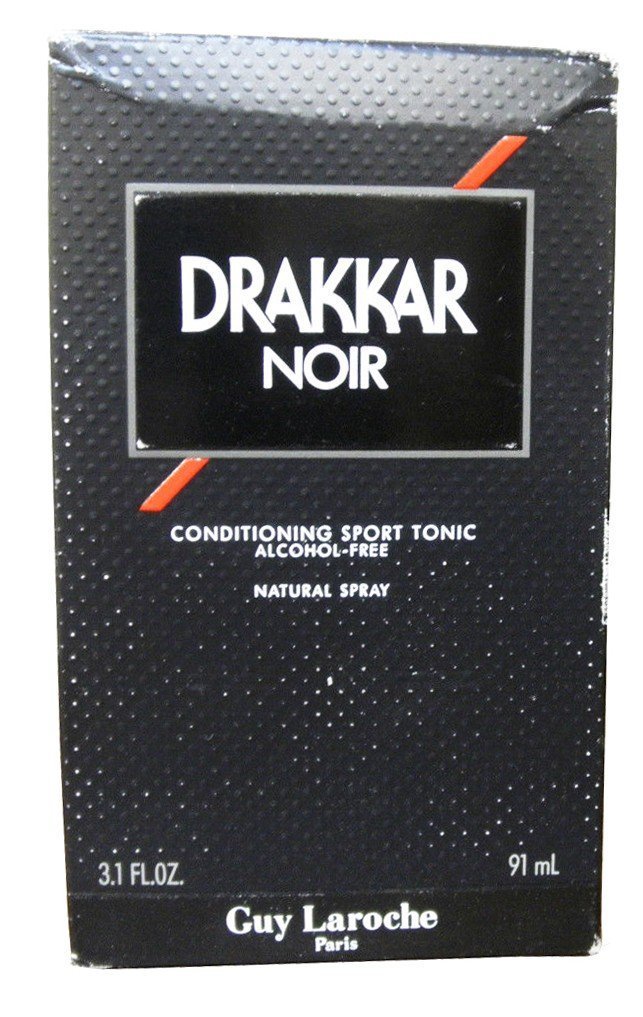 DRAKKAR
NOIR
CONDITIONING SPORT TONIC
ALCOHOL-FREE
NATURAL SPRAY
3.1 FL.OZ.
91 mL
Guy Laroche
Paris